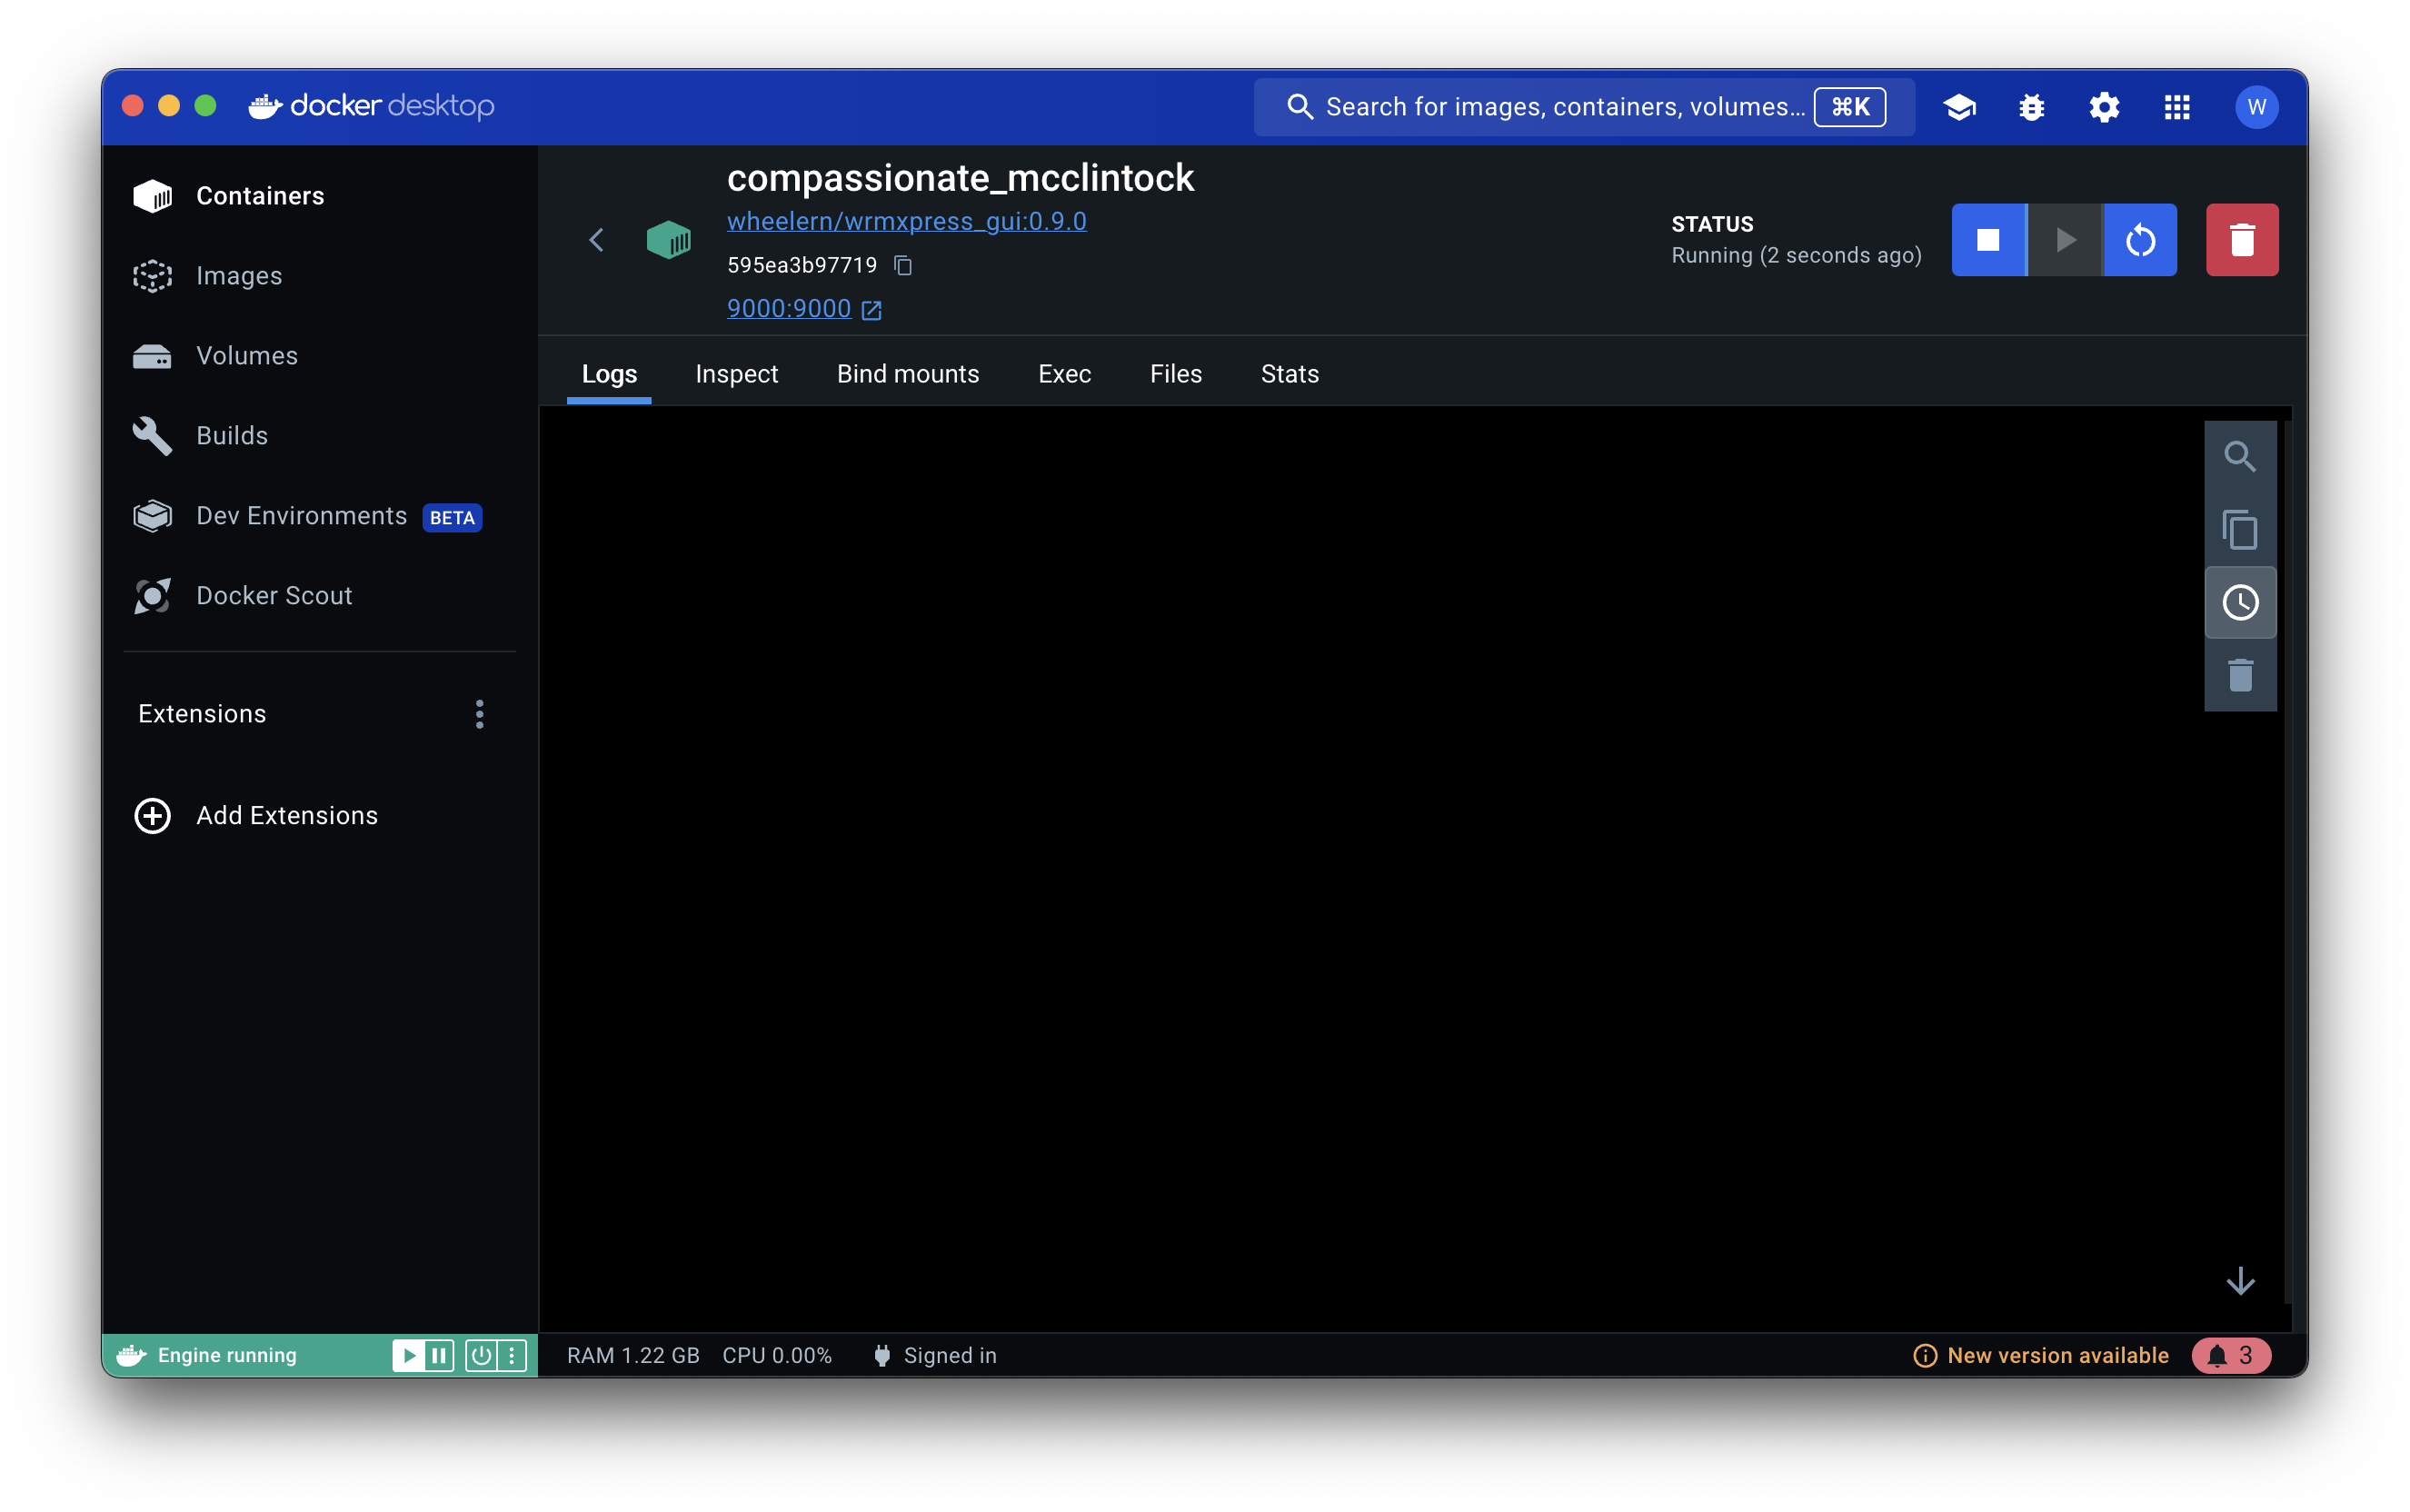 docker desktop
Search for images, containers, volumes... ⌘K
W
Containers
Images
Volumes
Builds
Dev Environments BETA
Docker Scout
Extensions
Add Extensions
compassionate_mcclintock
wheelern/wrmxpress_gui:0.9.0
595ea3b97719
9000:9000
STATUS
Running (2 seconds ago)
Logs Inspect Bind mounts Exec Files Stats
Engine running
RAM 1.22 GB CPU 0.00% Signed in
New version available 3